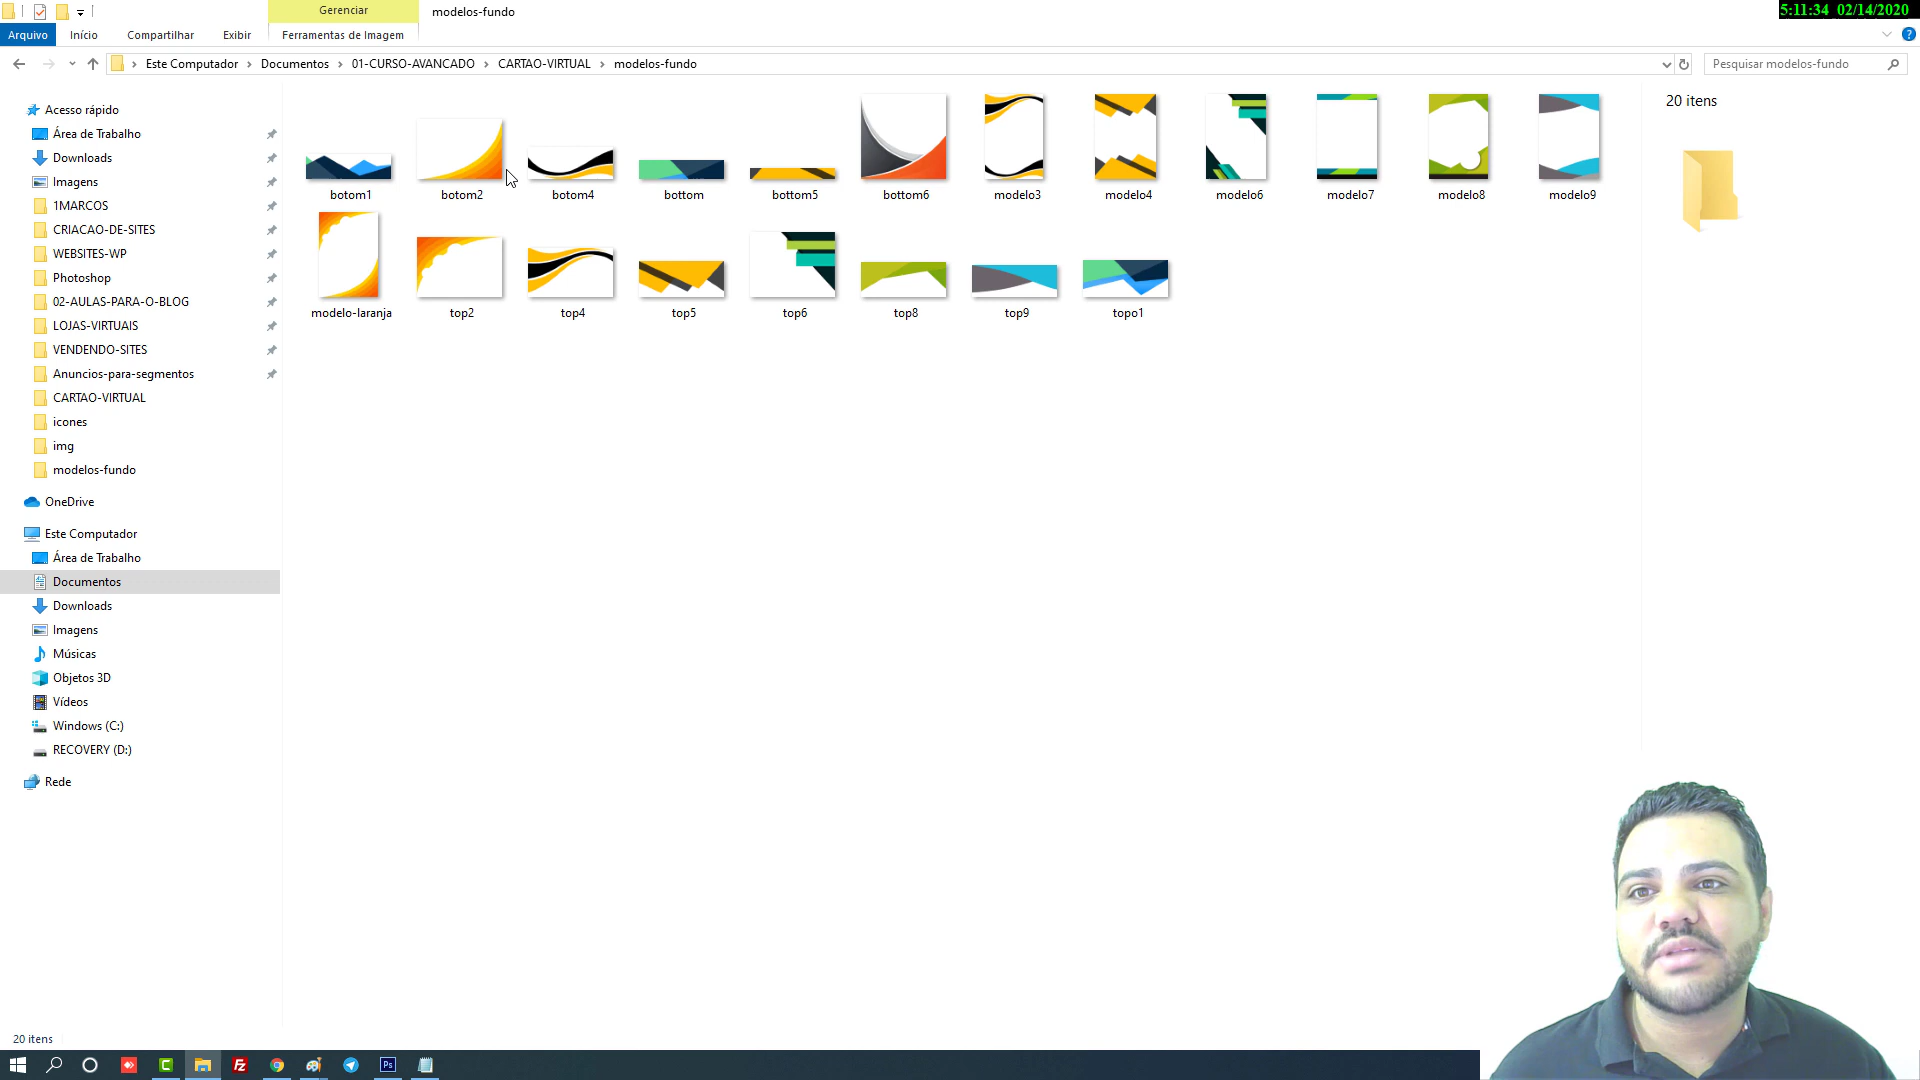 Gerenciar
modelos-fundo
5:11:34 02/14/2020
Arquivo
Início
Compartilhar
Exibir
Ferramentas de Imagem
Este Computador > Documentos > 01-CURSO-AVANCADO > CARTAO-VIRTUAL > modelos-fundo
Pesquisar modelos-fundo
Acesso rápido
Área de Trabalho
Downloads
Imagens
1MARCOS
CRIACAO-DE-SITES
WEBSITES-WP
Photoshop
02-AULAS-PARA-O-BLOG
LOJAS-VIRTUAIS
VENDENDO-SITES
Anuncios-para-segmentos
CARTAO-VIRTUAL
icones
img
modelos-fundo
OneDrive
Este Computador
Área de Trabalho
Documentos
Downloads
Imagens
Músicas
Objetos 3D
Vídeos
Windows (C:)
RECOVERY (D:)
Rede
botom1
botom2
botom4
bottom
bottom5
bottom6
modelo3
modelo4
modelo6
modelo7
modelo8
modelo9
modelo-laranja
top2
top4
top5
top6
top8
top9
topo1
20 itens
20 itens
C
Fz
Ps